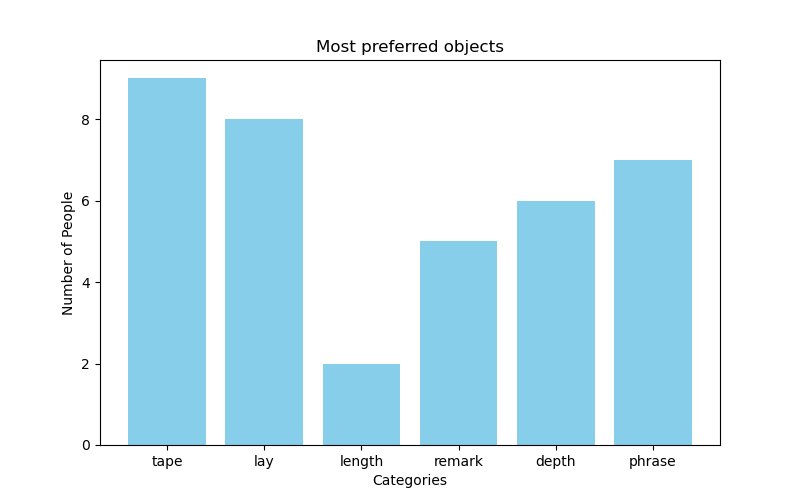 Most preferred objects
Number of People
8
6
4
2
0
tape lay length remark depth phrase
Categories